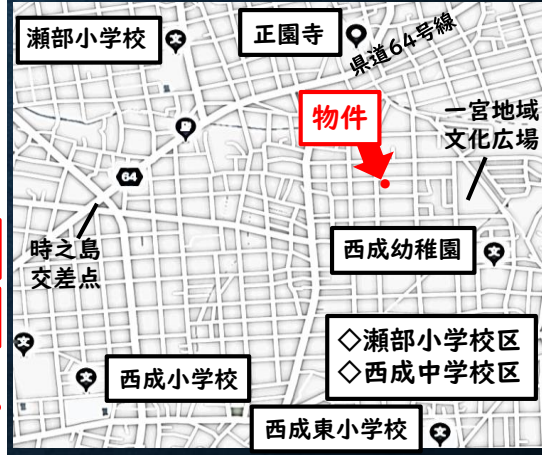 瀬部小学校
正園寺
県道64号線
物件
一宮地域
文化広場
64
時之島
交差点
西成幼稚園
◇瀬部小学校区
◇西成中学校区
西成小学校
西成東小学校